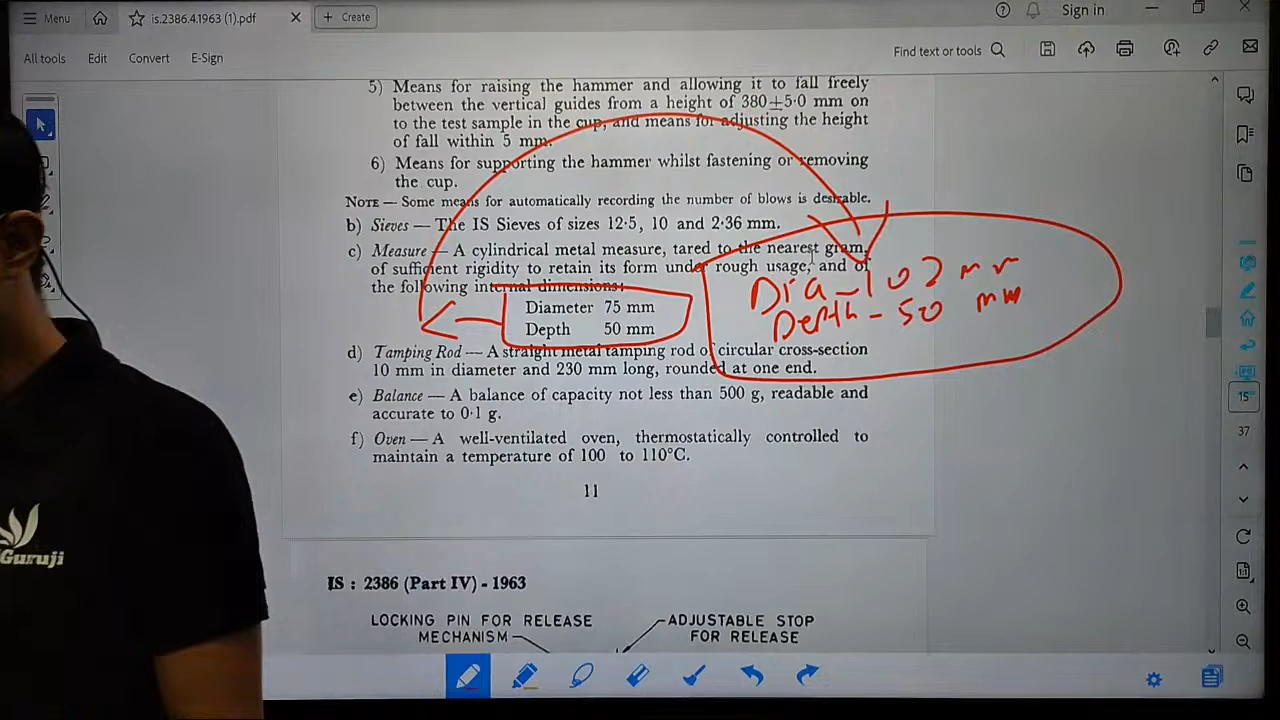 Menu
is.2386.4.1963 (1).pdf
Create
Sign in
All tools Edit Convert E-Sign
Find text or tools
5) Means for raising the hammer and allowing it to fall freely
between the vertical guides from a height of 380±5·0 mm on
to the test sample in the cup, and means for adjusting the height
of fall within 5 mm.
6) Means for supporting the hammer whilst fastening or removing
the cup.
NOTE — Some means for automatically recording the number of blows is desirable.
b) Sieves — The IS Sieves of sizes 12·5, 10 and 2·36 mm.
c) Measure — A cylindrical metal measure, tared to the nearest gram,
of sufficient rigidity to retain its form under rough usage, and of
the following internal dimensions:
Diameter 75 mm
Depth 50 mm
Dia - 102 mm
Depth - 50 mm
d) Tamping Rod — A straight metal tamping rod of circular cross-section
10 mm in diameter and 230 mm long, rounded at one end.
e) Balance — A balance of capacity not less than 500 g, readable and
accurate to 0·1 g.
f) Oven — A well-ventilated oven, thermostatically controlled to
maintain a temperature of 100 to 110°C.
11
IS : 2386 (Part IV) - 1963
LOCKING PIN FOR RELEASE
MECHANISM
ADJUSTABLE STOP
FOR RELEASE
15
37
Guruji